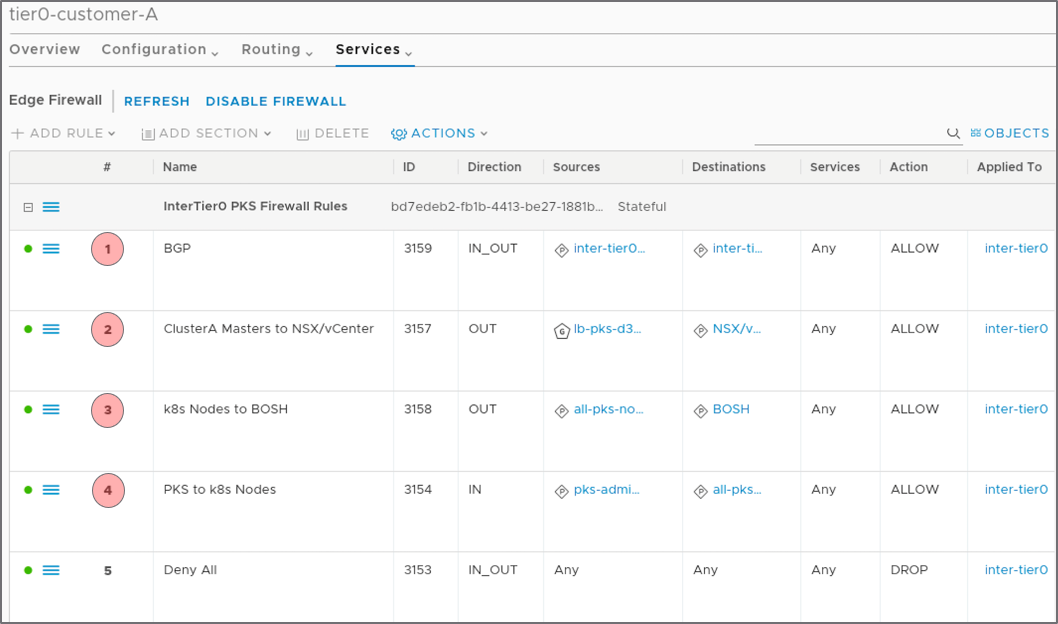 tier0-customer-A
Overview Configuration Routing Services
Edge Firewall REFRESH DISABLE FIREWALL
+ ADD RULE ADD SECTION DELETE ACTIONS OBJECTS
# Name ID Direction Sources Destinations Services Action Applied To
InterTier0 PKS Firewall Rules bd7edeb2-fb1b-4413-be27-1881b... Stateful
1 BGP 3159 IN_OUT P inter-tier0... P inter-ti... Any ALLOW inter-tier0
2 ClusterA Masters to NSX/vCenter 3157 OUT G lb-pks-d3... P NSX/v... Any ALLOW inter-tier0
3 k8s Nodes to BOSH 3158 OUT P all-pks-no... P BOSH Any ALLOW inter-tier0
4 PKS to k8s Nodes 3154 IN P pks-admi... P all-pks... Any ALLOW inter-tier0
5 Deny All 3153 IN_OUT Any Any Any DROP inter-tier0